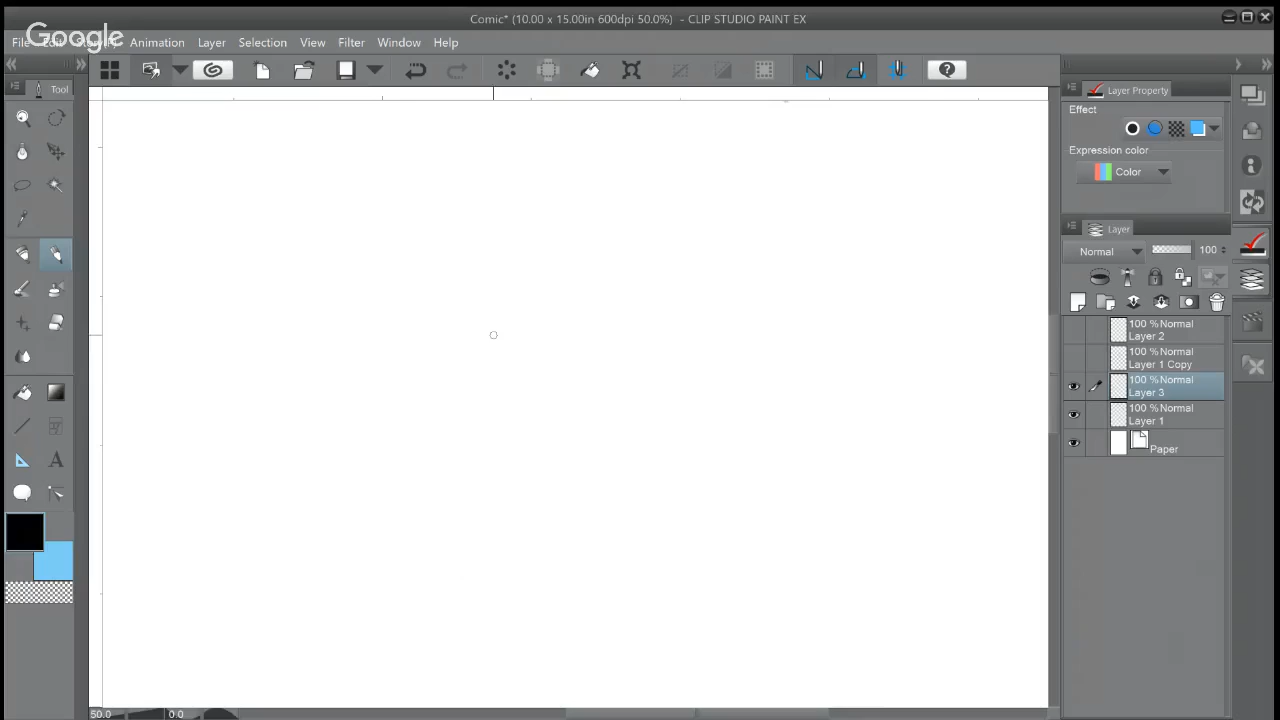 Comic* (10.00 x 15.00in 600dpi 50.0%) - CLIP STUDIO PAINT EX
Google
File Edit Story Animation Layer Selection View Filter Window Help
Tool
Layer Property
Effect
Expression color
Color
Layer
Normal 100
100 %Normal
Layer 2
100 %Normal
Layer 1 Copy
100 %Normal
Layer 3
100 %Normal
Layer 1
Paper
50.0 0.0